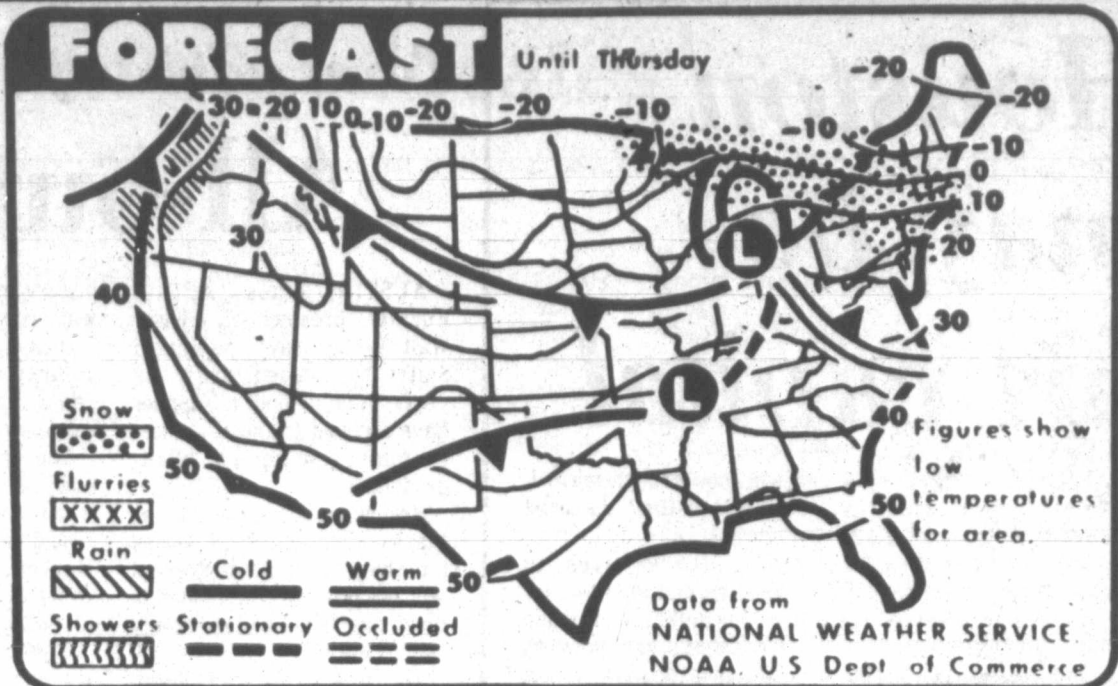 FORECAST
Until Thursday
30 20 10 0 -10 -20 -20 -10 -10 -20 -20
-10
0
10
20
30
30
40
40
50
50
50
50
L
L
Snow
Flurries
XXXX
Rain
Showers
Cold
Warm
Stationary
Occluded
Figures show
low
temperatures
for area.
Data from
NATIONAL WEATHER SERVICE.
NOAA. U S Dept of Commerce